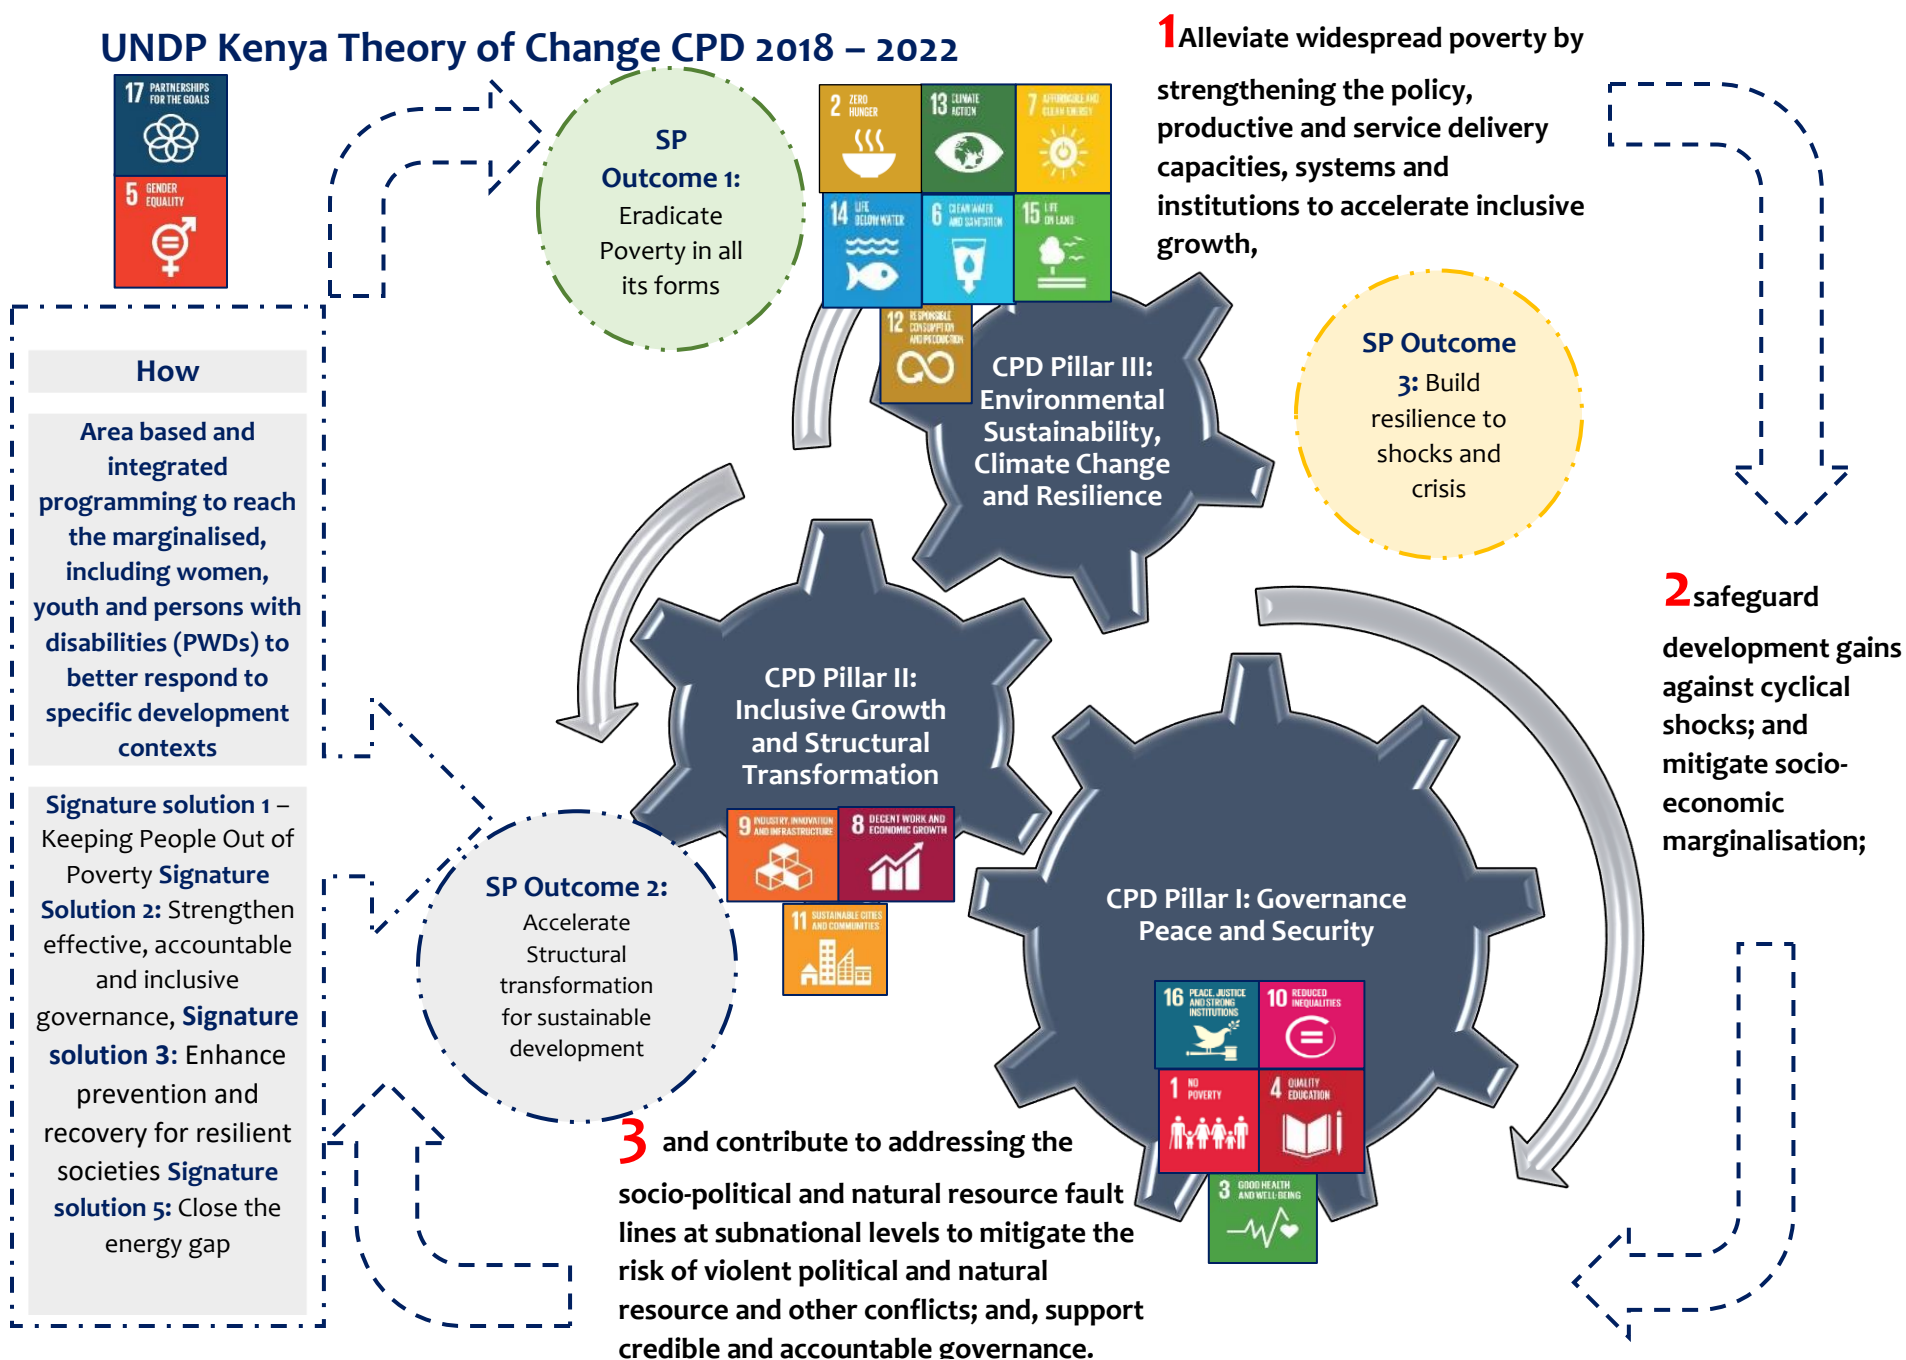 UNDP Kenya Theory of Change CPD 2018 – 2022
17 PARTNERSHIPS
FOR THE GOALS
5 GENDER
EQUALITY
How
Area based and
integrated
programming to reach
the marginalised,
including women,
youth and persons with
disabilities (PWDs) to
better respond to
specific development
contexts
Signature solution 1 –
Keeping People Out of
Poverty Signature
Solution 2: Strengthen
effective, accountable
and inclusive
governance, Signature
solution 3: Enhance
prevention and
recovery for resilient
societies Signature
solution 5: Close the
energy gap
SP
Outcome 1:
Eradicate
Poverty in all
its forms
2 ZERO
HUNGER
13 CLIMATE
ACTION
7 AFFORDABLE AND
CLEAN ENERGY
14 LIFE
BELOW WATER
6 CLEAN WATER
AND SANITATION
15 LIFE
ON LAND
12 RESPONSIBLE
CONSUMPTION
AND PRODUCTION
CPD Pillar III:
Environmental
Sustainability,
Climate Change
and Resilience
1 Alleviate widespread poverty by
strengthening the policy,
productive and service delivery
capacities, systems and
institutions to accelerate inclusive
growth,
SP Outcome
3: Build
resilience to
shocks and
crisis
2 safeguard
development gains
against cyclical
shocks; and
mitigate socio-
economic
marginalisation;
CPD Pillar II:
Inclusive Growth
and Structural
Transformation
9 INDUSTRY, INNOVATION
AND INFRASTRUCTURE
8 DECENT WORK AND
ECONOMIC GROWTH
11 SUSTAINABLE CITIES
AND COMMUNITIES
SP Outcome 2:
Accelerate
Structural
transformation
for sustainable
development
CPD Pillar I: Governance
Peace and Security
16 PEACE, JUSTICE
AND STRONG
INSTITUTIONS
10 REDUCED
INEQUALITIES
1 NO
POVERTY
4 QUALITY
EDUCATION
3 GOOD HEALTH
AND WELL-BEING
3 and contribute to addressing the
socio-political and natural resource fault
lines at subnational levels to mitigate the
risk of violent political and natural
resource and other conflicts; and, support
credible and accountable governance.